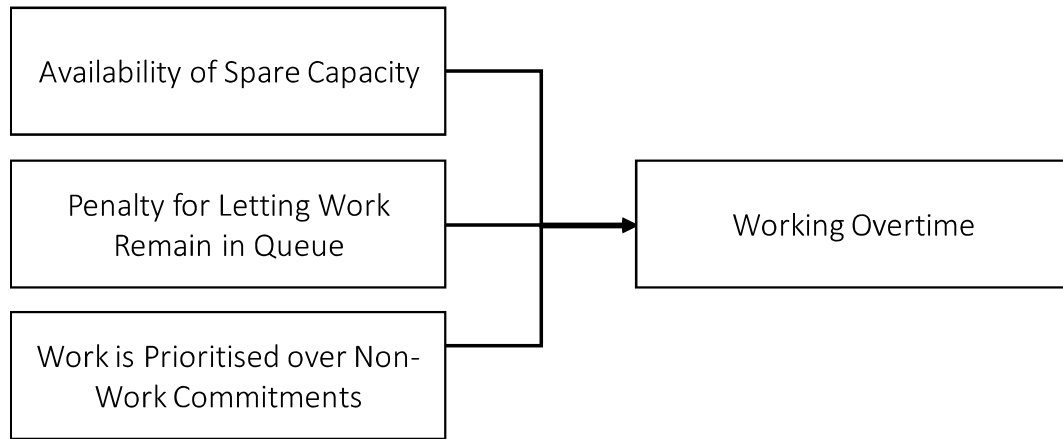 Availability of Spare Capacity
Penalty for Letting Work
Remain in Queue
Working Overtime
Work is Prioritised over Non-
Work Commitments